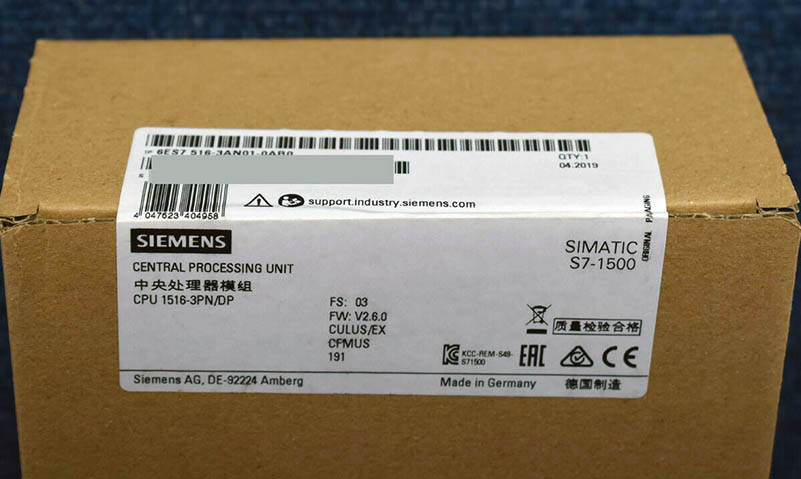 1P 6ES7 516-3AN01-0AB0
QTY:1
04.2019
S
4 047623 404958
support.industry.siemens.com
ORIGINAL
SIEMENS
SIMATIC
S7-1500
CENTRAL PROCESSING UNIT
中央处理器模组
CPU 1516-3PN/DP
FS: 03
FW: V2.6.0
CULUS/EX
CFMUS
191
质量检验合格
KCC-REM-S49-
S71500
EAC
CE
Siemens AG, DE-92224 Amberg
Made in Germany
德国制造